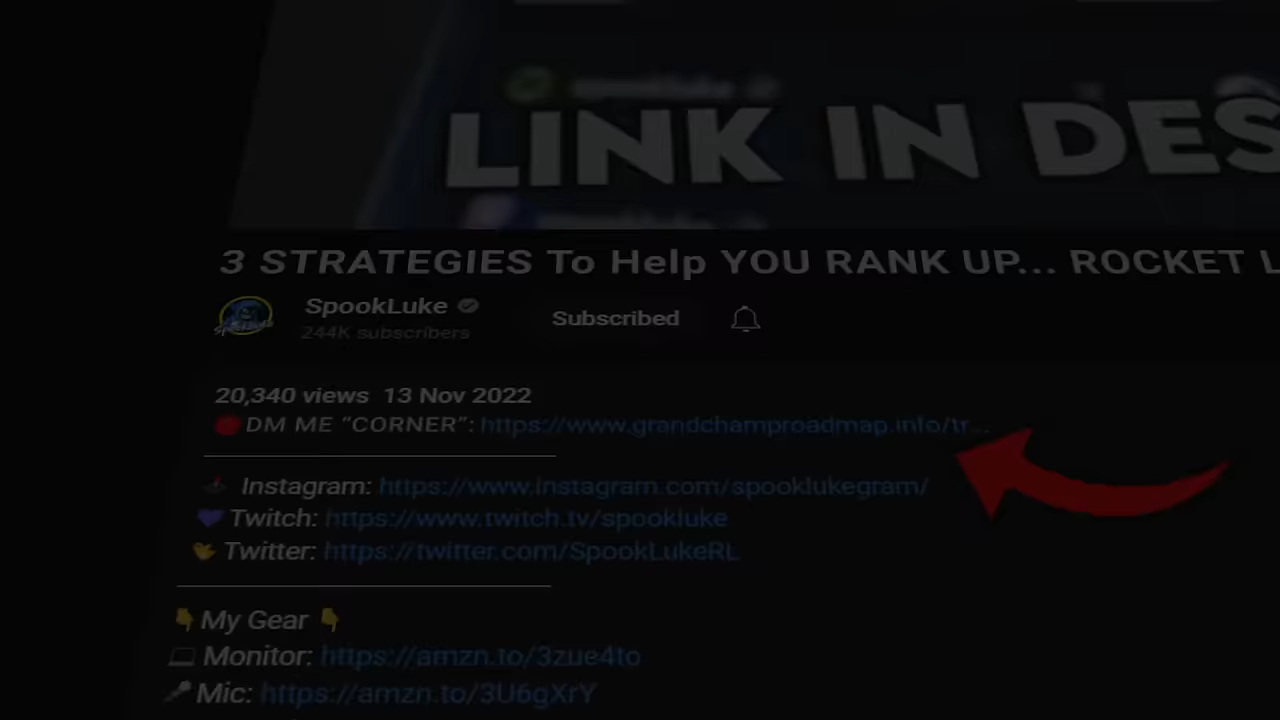 LINK IN DES
3 STRATEGIES To Help YOU RANK UP... ROCKET L
SpookLuke
244K subscribers
Subscribed
20,340 views 13 Nov 2022
DM ME “CORNER”: https://www.grandchamproadmap.info/tr...
Instagram: https://www.instagram.com/spooklukegram/
Twitch: https://www.twitch.tv/spookluke
Twitter: https://twitter.com/SpookLukeRL
My Gear
Monitor: https://amzn.to/3zue4to
Mic: https://amzn.to/3U6gXrY